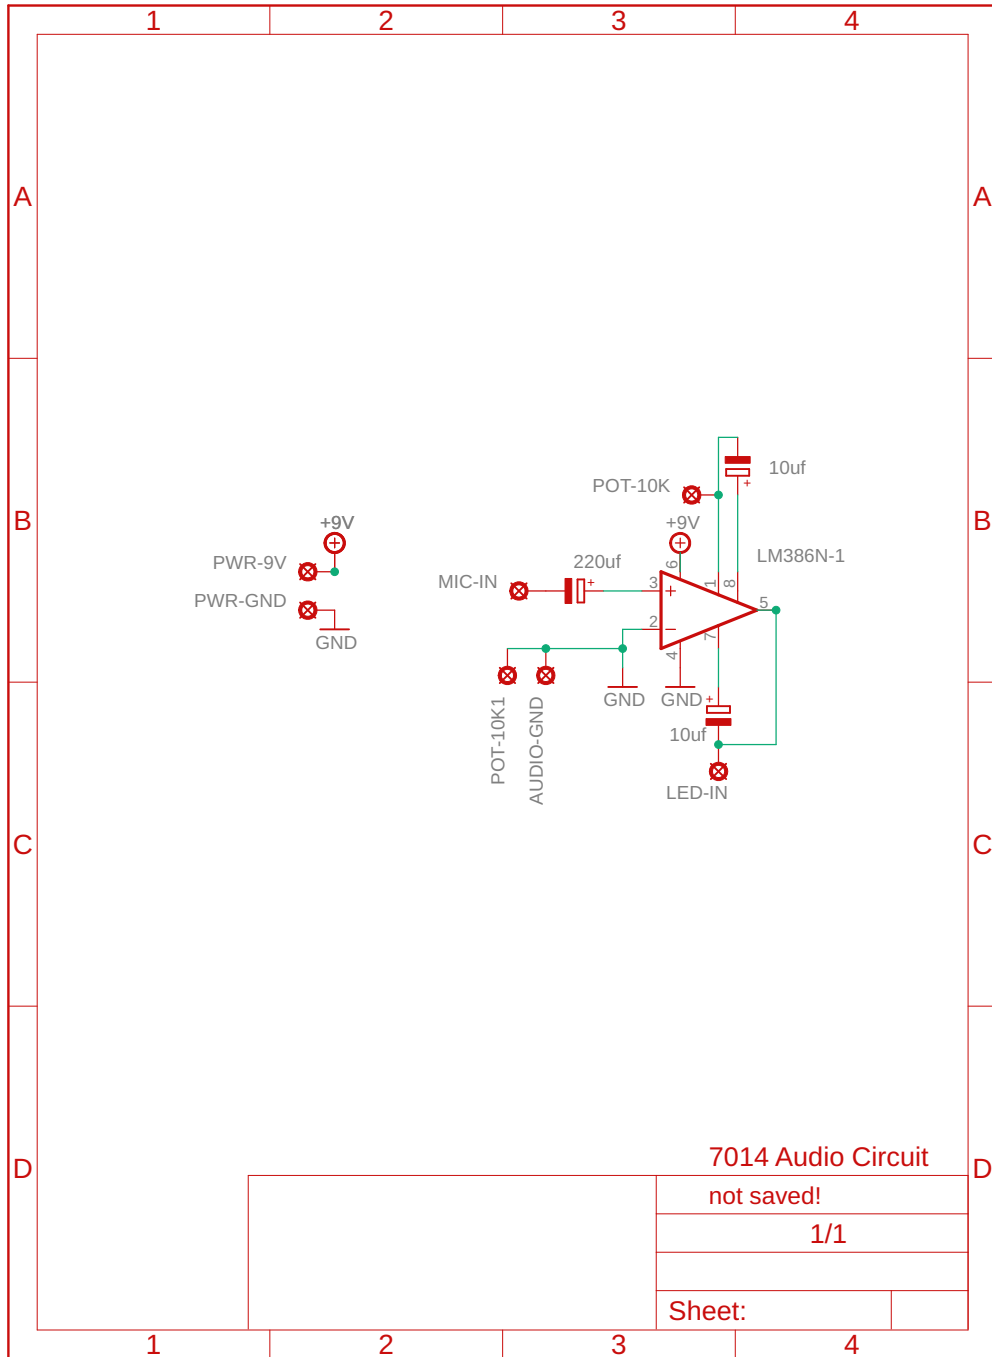 1 2 3 4
A A
10uf
POT-10K
B B
+9V +9V
6 1 8 LM386N-1
PWR-9V 220uf
MIC-IN + 3 + 5
PWR-GND 2 -
GND 4 7
POT-10K1 AUDIO-GND GND GND +
10uf
LED-IN
C C
7014 Audio Circuit
D D
not saved!
1/1
Sheet:
1 2 3 4